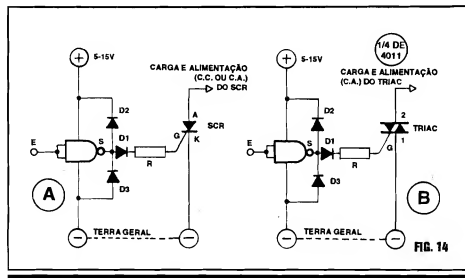 5-15V
CARGA E ALIMENTAÇÃO
(C.C. OU C.A.)
DO SCR
D2
A
SCR
E
S
D1
G
K
R
A
D3
TERRA GERAL
1/4 DE
4011
5-15V
CARGA E ALIMENTAÇÃO
(C.A.) DO TRIAC
D2
2
TRIAC
E
S
D1
G
1
R
D3
B
TERRA GERAL
FIG. 14